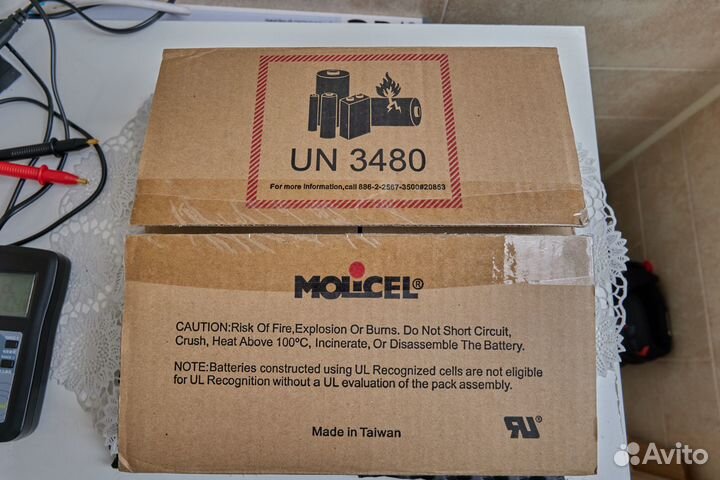 UN 3480
For more information,call 886-2-2567-3500#20853
MOLICEL®
CAUTION:Risk Of Fire,Explosion Or Burns. Do Not Short Circuit,
Crush, Heat Above 100ºC, Incinerate, Or Disassemble The Battery.
NOTE:Batteries constructed using UL Recognized cells are not eligible
for UL Recognition without a UL evaluation of the pack assembly.
Made in Taiwan
Avito